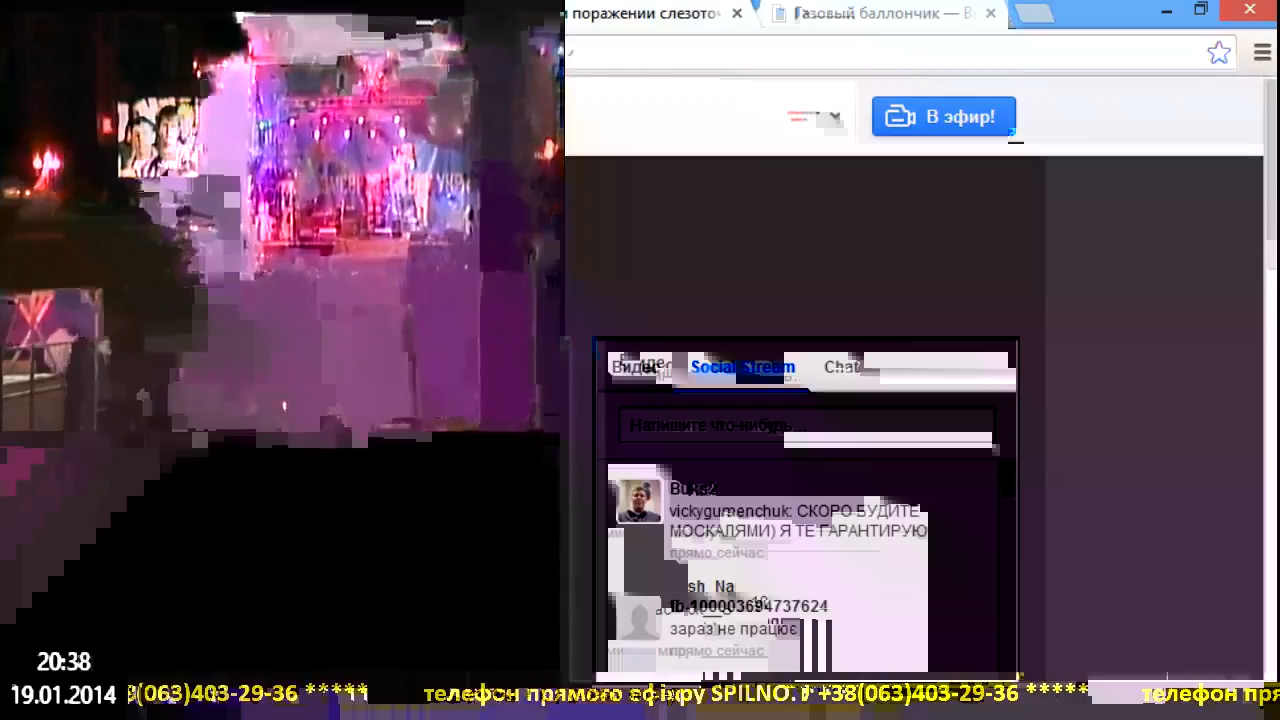 поражении слезото
Газовый баллончик — В
В эфир!
Social Stream
Chat
Напишите что-нибудь...
vickygumenchuk: СКОРО БУДИТЕ
МОСКАЛЯМИ) Я ТЕ ГАРАНТИРУЮ
прямо сейчас
sh_Na
fb-100003694737624
зараз не працює
прямо сейчас
20:38
19.01.2014
(063)403-29-36 ***** телефон прямого ефіру SPILNO. +38(063)403-29-36 ***** телефон пря